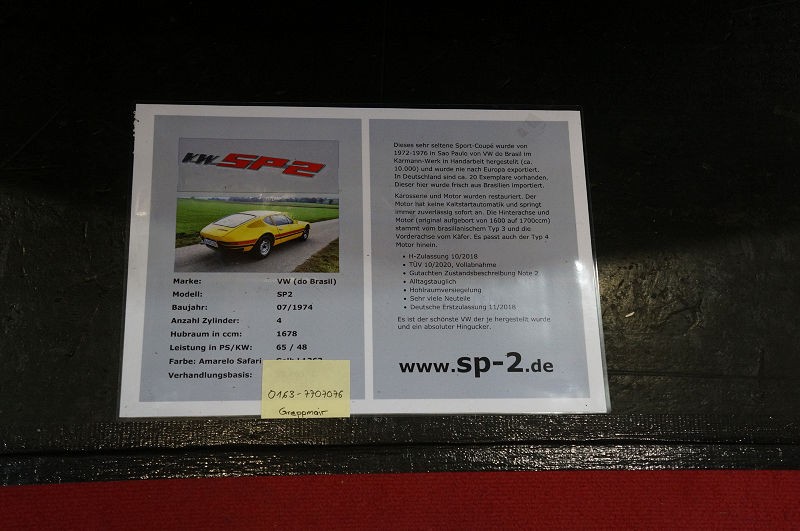 KW SP-2
Marke: VW (do Brasil)
Modell: SP2
Baujahr: 07/1974
Anzahl Zylinder: 4
Hubraum in ccm: 1678
Leistung in PS/KW: 65 / 48
Farbe: Amarelo Safari
Verhandlungsbasis:
0163-7707076
Greppmair
Dieses sehr seltene Sport-Coupé wurde von
1972-1976 in Sao Paulo von VW do Brasil im
Karmann-Werk in Handarbeit hergestellt (ca.
10.000) und wurde nie nach Europa exportiert.
In Deutschland sind ca. 20 Exemplare vorhanden.
Dieser hier wurde frisch aus Brasilien importiert.
Karosserie und Motor wurden restauriert. Der
Motor hat keine Kaltstartautomatik und springt
immer zuverlässig sofort an. Die Hinterachse und
Motor (original aufgebort von 1600 auf 1700ccm)
stammt vom brasilianischem Typ 3 und die
Vorderachse vom Käfer. Es passt auch der Typ 4
Motor hinein.
• H-Zulassung 10/2018
• TÜV 10/2020, Vollabnahme
• Gutachten Zustandsbeschreibung Note 2
• Alltagstauglich
• Hohlraumversiegelung
• Sehr viele Neuteile
• Deutsche Erstzulassung 11/2018
Es ist der schönste VW der je hergestellt wurde
und ein absoluter Hingucker.
www.sp-2.de